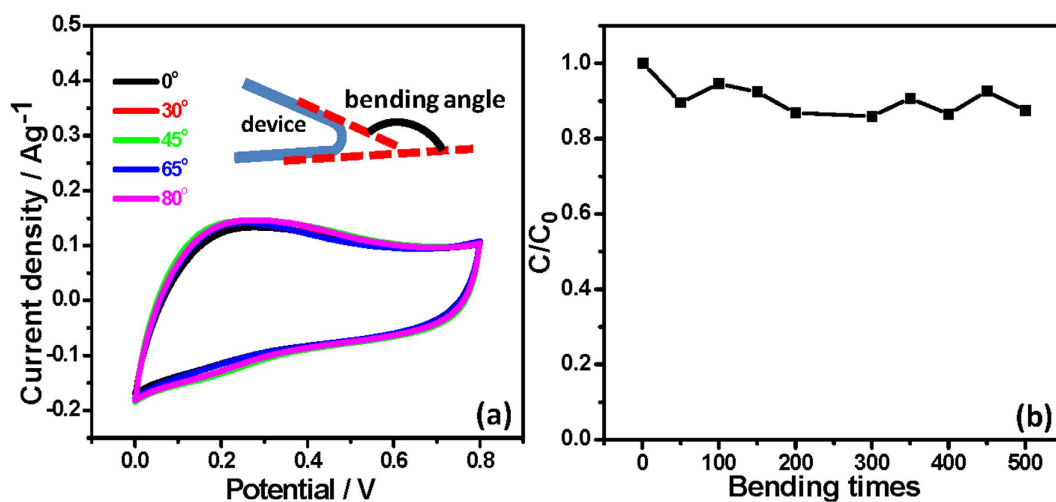 0.5
0.4
0.3
0.2
0.1
0.0
-0.1
-0.2
Current density / Ag⁻¹
0°
30°
45°
65°
80°
bending angle
device
(a)
0.0 0.2 0.4 0.6 0.8
Potential / V
1.0
0.8
0.6
0.4
0.2
0.0
C/C₀
(b)
0 100 200 300 400 500
Bending times